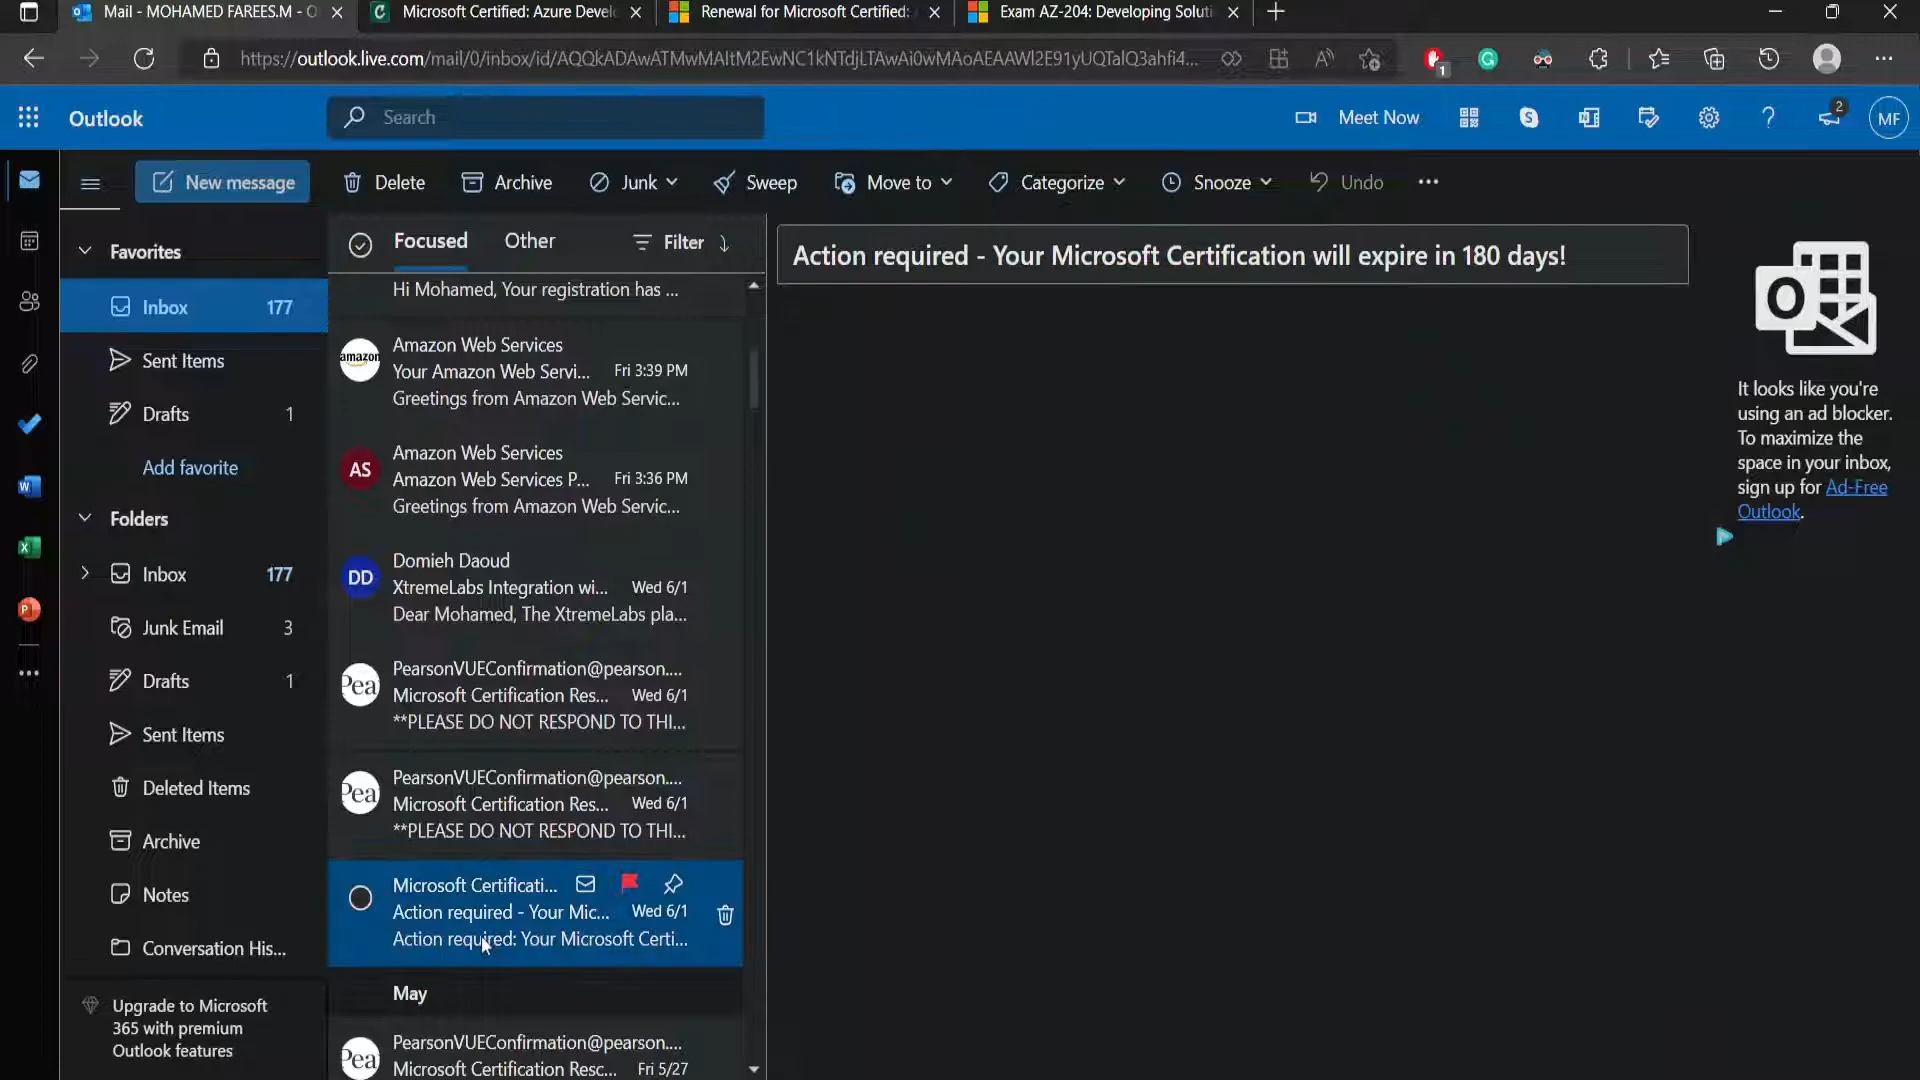 Mail - MOHAMED FAREES.M - O
Microsoft Certified: Azure Devel
Renewal for Microsoft Certified:
Exam AZ-204: Developing Soluti
https://outlook.live.com/mail/0/inbox/id/
1
Outlook
Search
Meet Now
2
MF
New message
Delete
Archive
Junk
Sweep
Move to
Categorize
Snooze
Undo
Favorites
Inbox 177
Sent Items
Drafts 1
Add favorite
Folders
Inbox 177
Junk Email 3
Drafts 1
Sent Items
Deleted Items
Archive
Notes
Conversation His...
Upgrade to Microsoft
365 with premium
Outlook features
Focused
Other
Filter
Hi Mohamed, Your registration has ...
amazon
Amazon Web Services
Your Amazon Web Servi... Fri 3:39 PM
Greetings from Amazon Web Servic...
AS
Amazon Web Services
Amazon Web Services P... Fri 3:36 PM
Greetings from Amazon Web Servic...
DD
Domieh Daoud
XtremeLabs Integration wi... Wed 6/1
Dear Mohamed, The XtremeLabs pla...
Pea
PearsonVUEConfirmation@pearson....
Microsoft Certification Res... Wed 6/1
**PLEASE DO NOT RESPOND TO THI...
Pea
PearsonVUEConfirmation@pearson....
Microsoft Certification Res... Wed 6/1
**PLEASE DO NOT RESPOND TO THI...
Microsoft Certificati...
Action required - Your Mic... Wed 6/1
Action required: Your Microsoft Certi...
May
Pea
PearsonVUEConfirmation@pearson....
Microsoft Certification Resc... Fri 5/27
Action required - Your Microsoft Certification will expire in 180 days!
It looks like you're
using an ad blocker.
To maximize the
space in your inbox,
sign up for Ad-Free
Outlook.